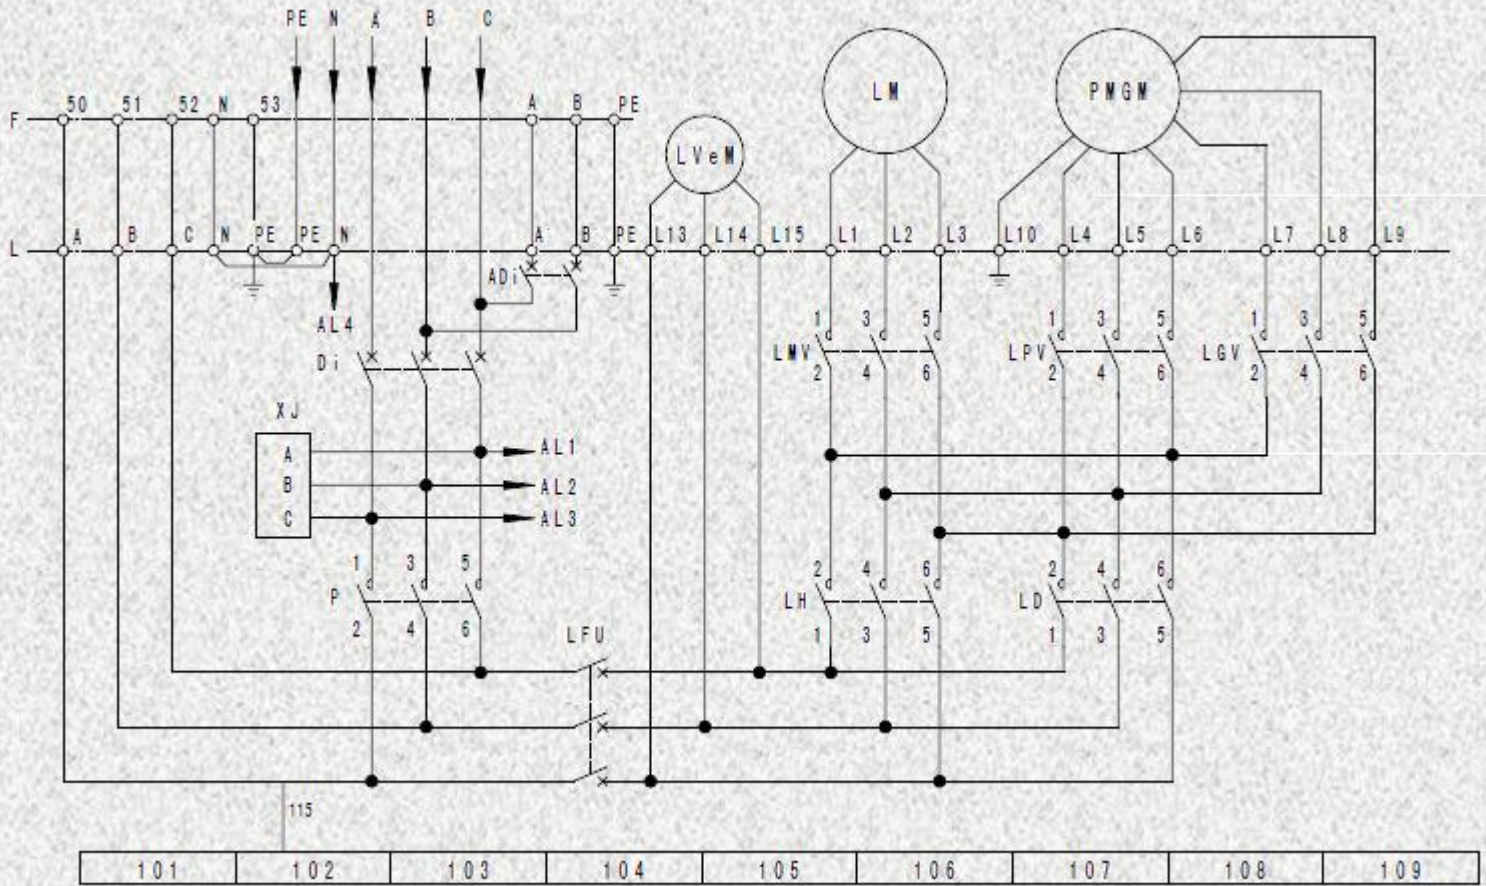 PE N A B C
50 51 52 N 53 A B PE
F
LM PMGM
LVeM
A B C N PE PE N A B PE L13 L14 L15 L1 L2 L3 L10 L4 L5 L6 L7 L8 L9
L
ADi
AL4
1 3 5 1 3 5 1 3 5
Di LMV LPV LGV
2 4 6 2 4 6 2 4 6
XJ
A AL1
B AL2
C AL3
1 3 5 2 4 6 2 4 6
P LH LD
2 4 6 1 3 5 1 3 5
LFU
115
101 102 103 104 105 106 107 108 109